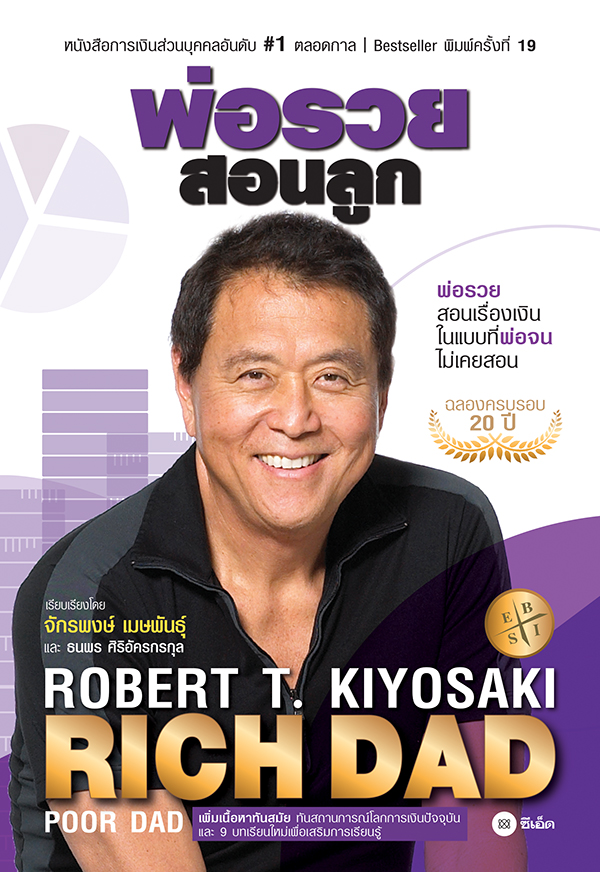 หนังสือการเงินส่วนบุคคลอันดับ #1 ตลอดกาล | Bestseller พิมพ์ครั้งที่ 19
พ่อรวย
สอนลูก
พ่อรวย
สอนเรื่องเงิน
ในแบบที่พ่อจน
ไม่เคยสอน
ฉลองครบรอบ
20 ปี
เรียบเรียงโดย
จักรพงษ์ เมษพันธุ์
และ ธนพร ศิริอัครกรกุล
E B
S I
ROBERT T. KIYOSAKI
RICH DAD
POOR DAD
เพิ่มเนื้อหาทันสมัย ทันสถานการณ์โลกการเงินปัจจุบัน
และ 9 บทเรียนใหม่เพื่อเสริมการเรียนรู้
ซีเอ็ด